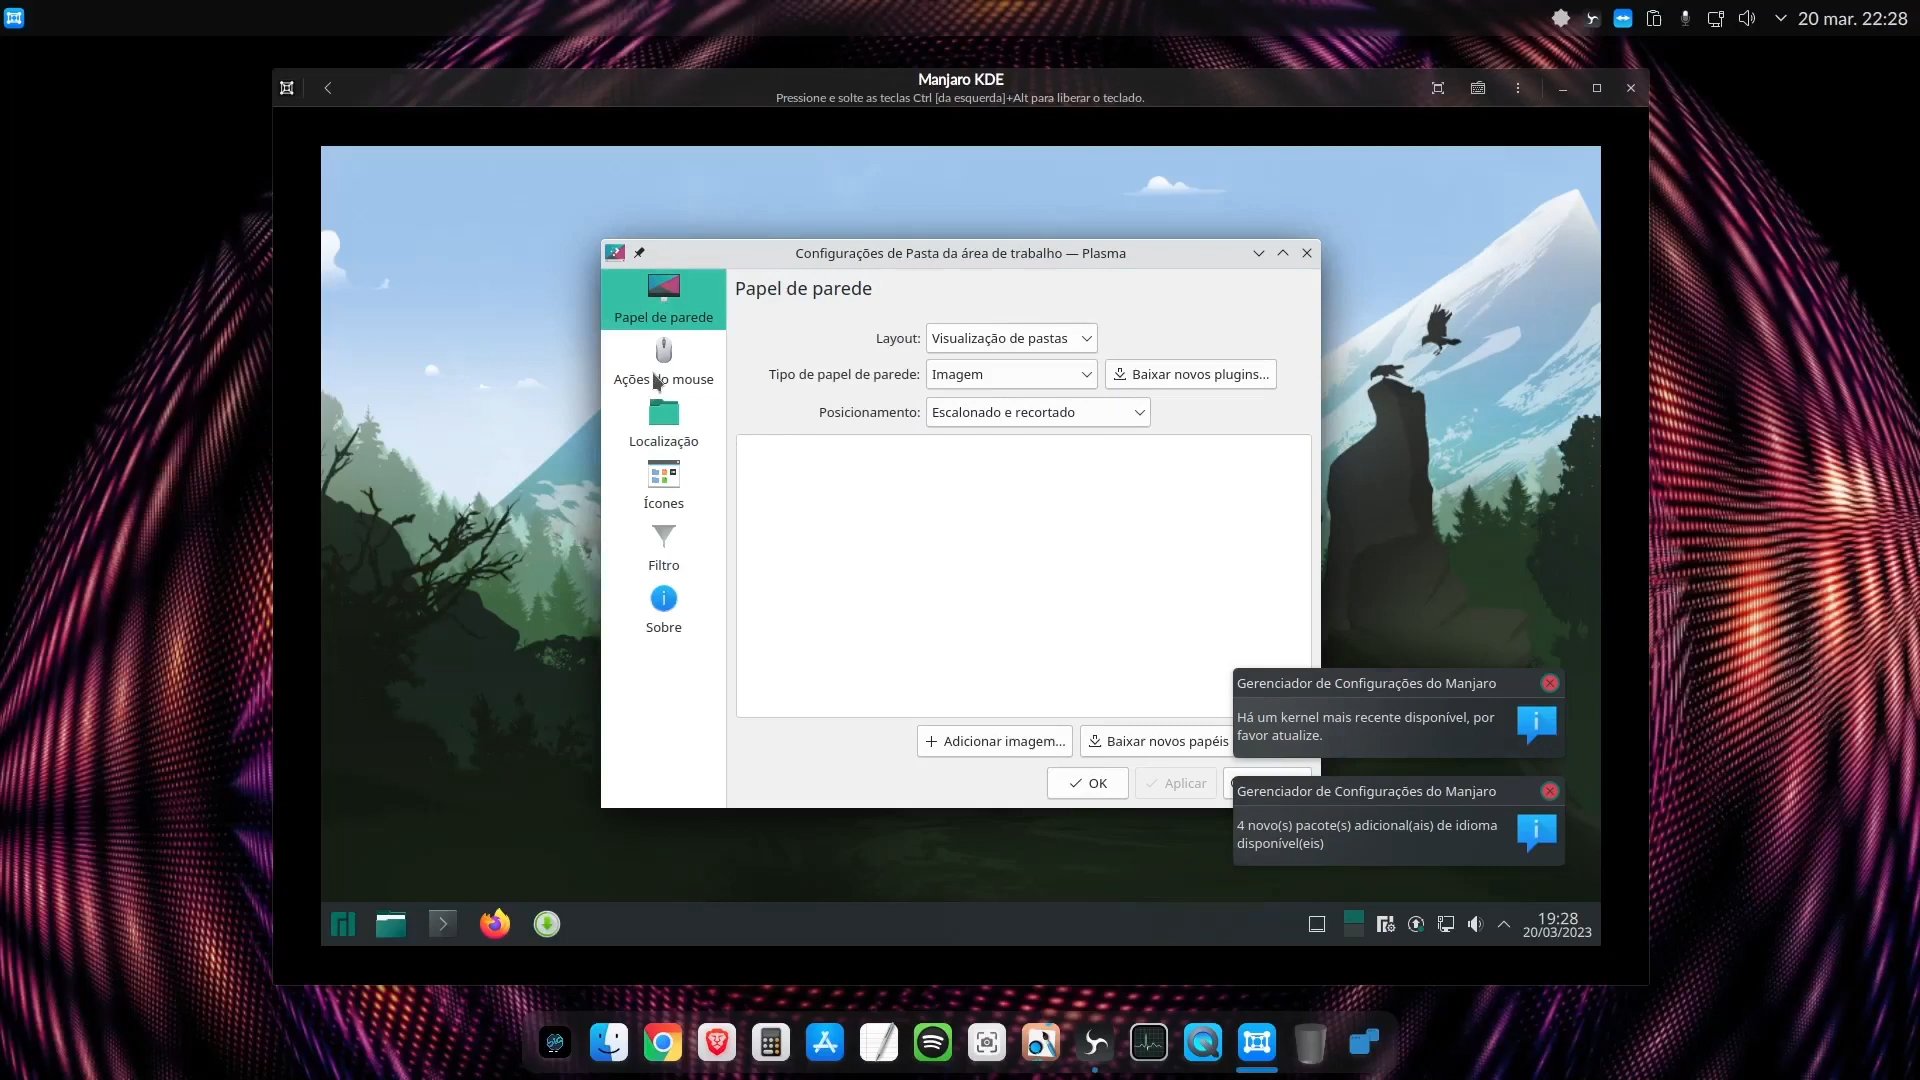 20 mar. 22:28
Manjaro KDE
Pressione e solte as teclas Ctrl [da esquerda]+Alt para liberar o teclado.
Configurações de Pasta da área de trabalho — Plasma
Papel de parede
Ações do mouse
Localização
Ícones
Filtro
Sobre
Papel de parede
Layout: Visualização de pastas
Tipo de papel de parede: Imagem Baixar novos plugins...
Posicionamento: Escalonado e recortado
Adicionar imagem... Baixar novos papéis
OK Aplicar
Gerenciador de Configurações do Manjaro
Há um kernel mais recente disponível, por
favor atualize.
Gerenciador de Configurações do Manjaro
4 novo(s) pacote(s) adicional(ais) de idioma
disponível(eis)
19:28
20/03/2023